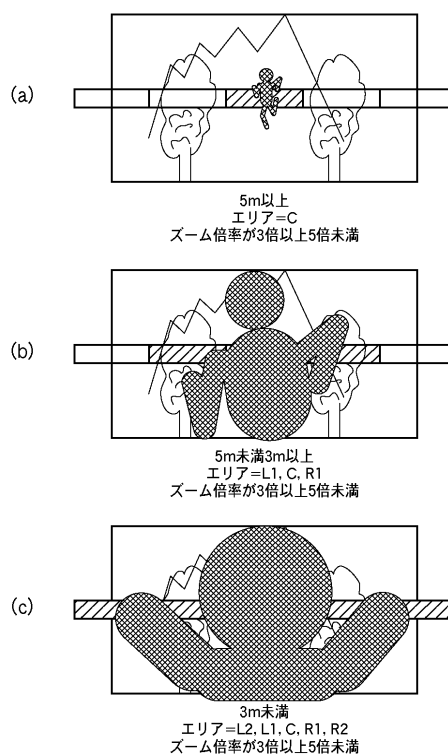 (a)
5m以上
エリア=C
ズーム倍率が3倍以上5倍未満
(b)
5m未満3m以上
エリア=L1, C, R1
ズーム倍率が3倍以上5倍未満
(c)
3m未満
エリア=L2, L1, C, R1, R2
ズーム倍率が3倍以上5倍未満